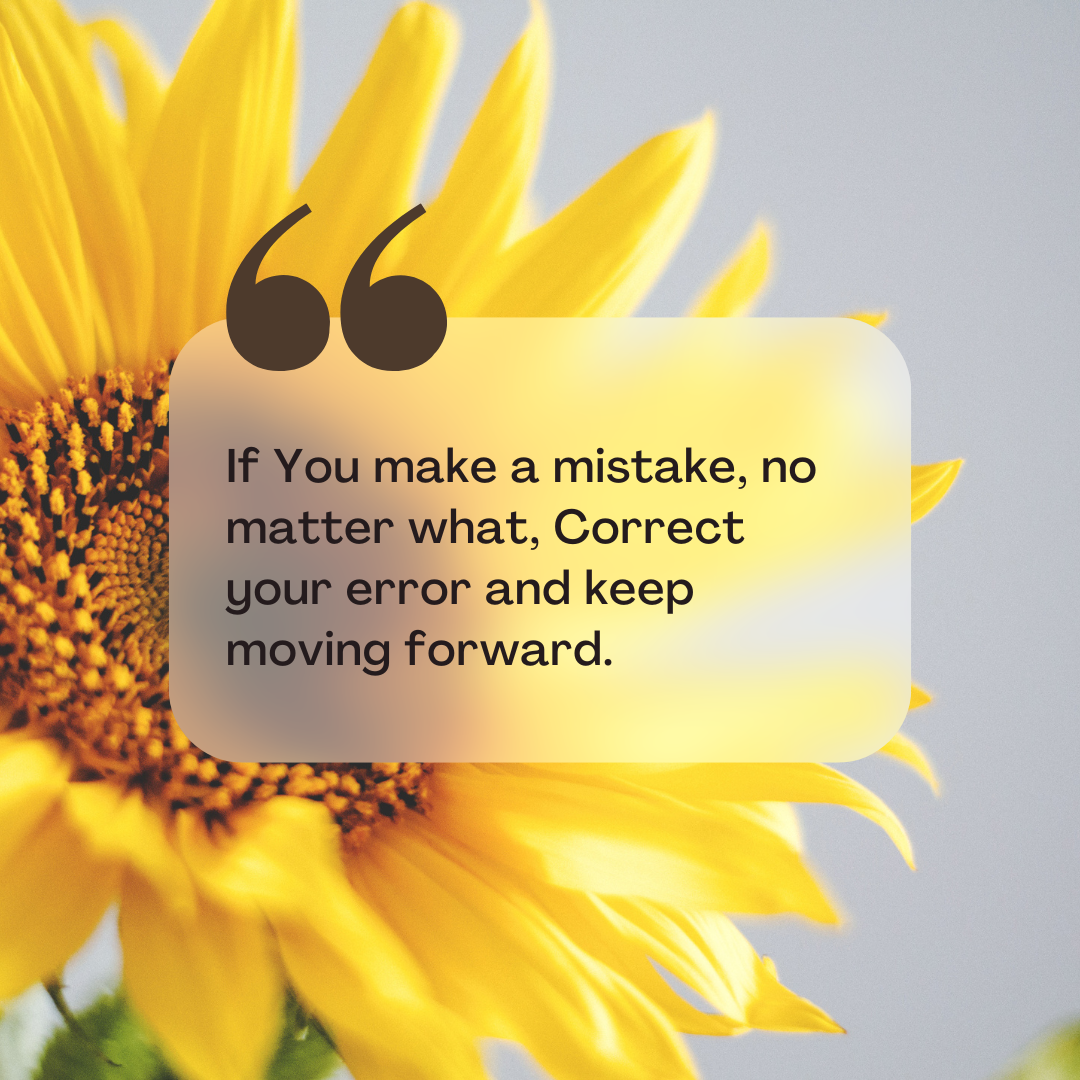 If You make a mistake, no
matter what, Correct
your error and keep
moving forward.